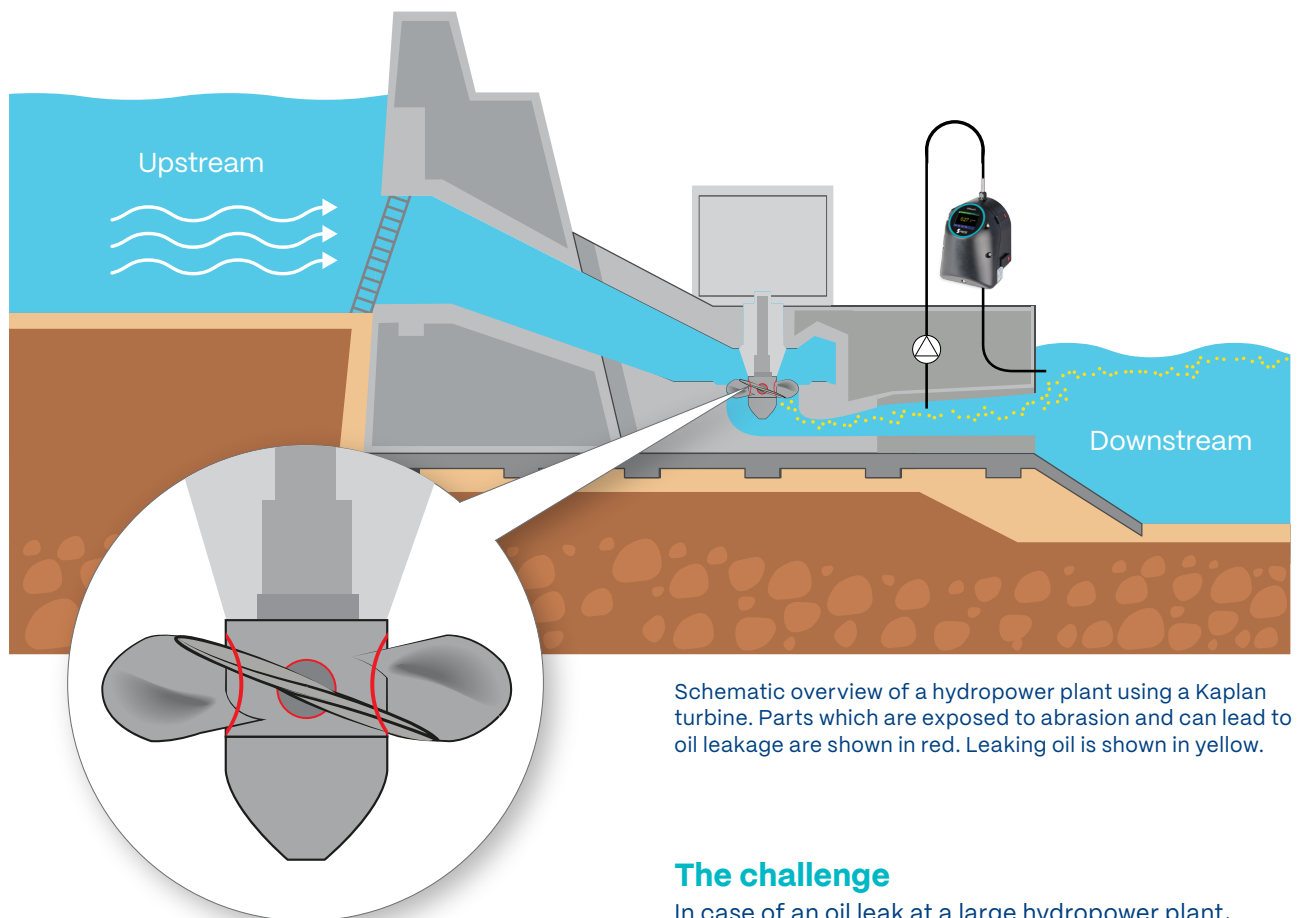 Upstream
Downstream
Schematic overview of a hydropower plant using a Kaplan
turbine. Parts which are exposed to abrasion and can lead to
oil leakage are shown in red. Leaking oil is shown in yellow.
The challenge
In case of an oil leak at a large hydropower plant,